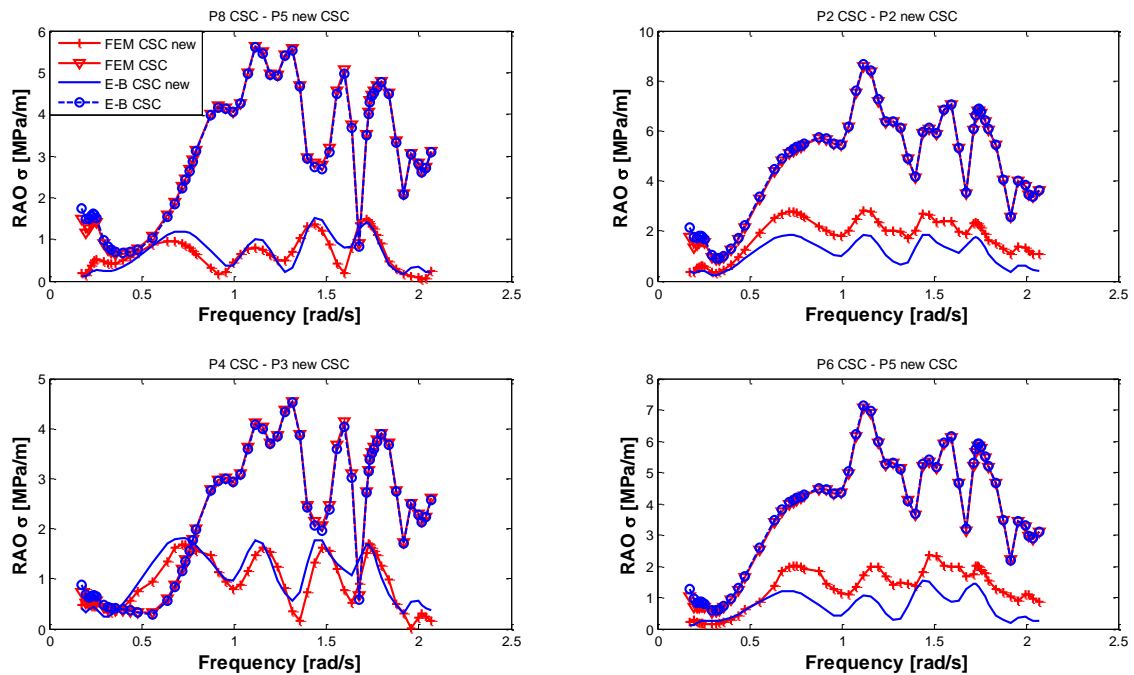 P8 CSC - P5 new CSC
6
5
4
3
2
1
0
RAO σ [MPa/m]
FEM CSC new
FEM CSC
E-B CSC new
E-B CSC
0 0.5 1 1.5 2 2.5
Frequency [rad/s]
P2 CSC - P2 new CSC
10
8
6
4
2
0
RAO σ [MPa/m]
0 0.5 1 1.5 2 2.5
Frequency [rad/s]
P4 CSC - P3 new CSC
5
4
3
2
1
0
RAO σ [MPa/m]
0 0.5 1 1.5 2 2.5
Frequency [rad/s]
P6 CSC - P5 new CSC
8
7
6
5
4
3
2
1
0
RAO σ [MPa/m]
0 0.5 1 1.5 2 2.5
Frequency [rad/s]